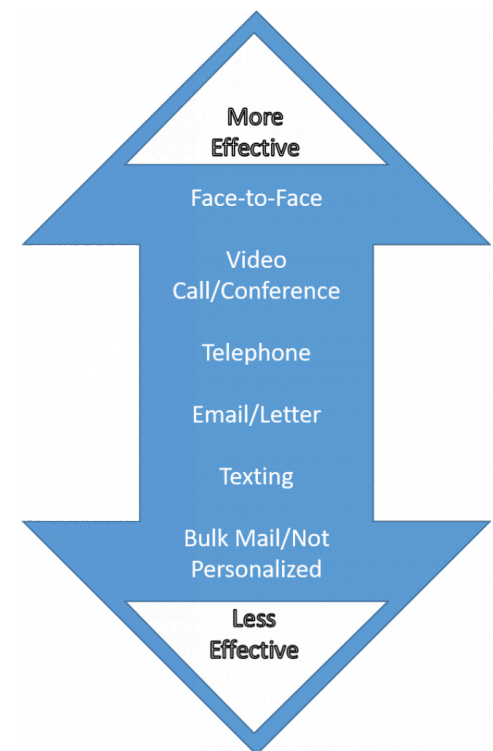 More
Effective
Face-to-Face
Video
Call/Conference
Telephone
Email/Letter
Texting
Bulk Mail/Not
Personalized
Less
Effective